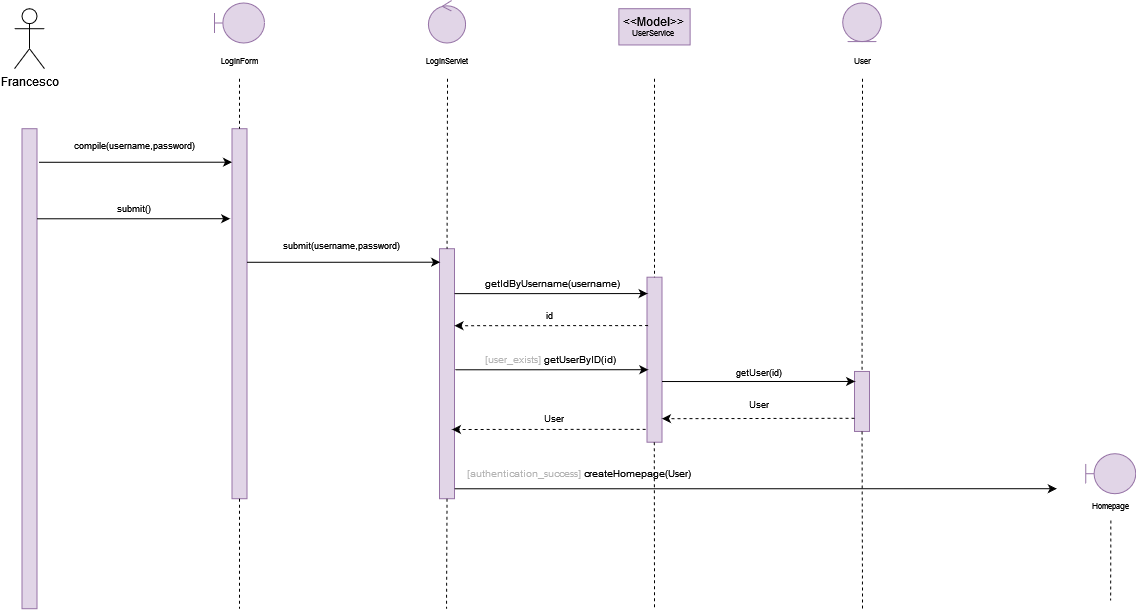 <<Model>>
UserService
LogInForm
LogInServlet
User
Francesco
compile(username,password)
submit()
submit(username,password)
getIdByUsername(username)
id
[user_exists] getUserByID(id)
getUser(id)
User
User
[authentication_success] createHomepage(User)
Homepage